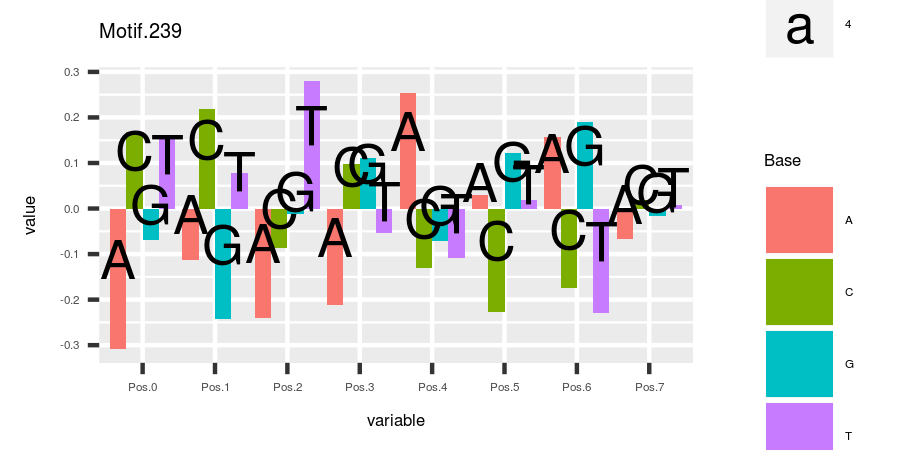 Motif.239
a 4
value
0.3
0.2
0.1
0.0
-0.1
-0.2
-0.3
A C G T A C G T A C G T A C G T A C G T A C G T A C G T A C G T
Pos.0 Pos.1 Pos.2 Pos.3 Pos.4 Pos.5 Pos.6 Pos.7
variable
Base
A
C
G
T